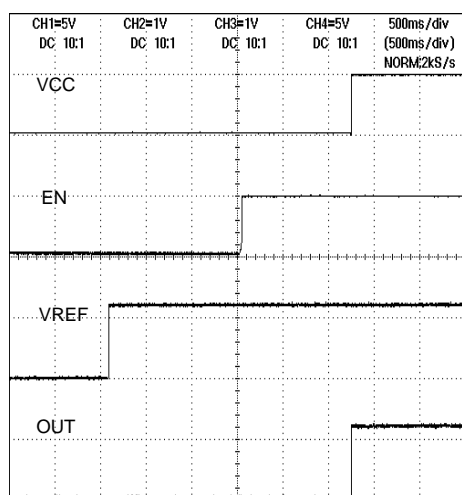 CH1=5V CH2=1V CH3=1V CH4=5V 500ms/div
DC 10:1 DC 10:1 DC 10:1 DC 10:1 (500ms/div)
NORM:2kS/s
VCC
EN
VREF
OUT